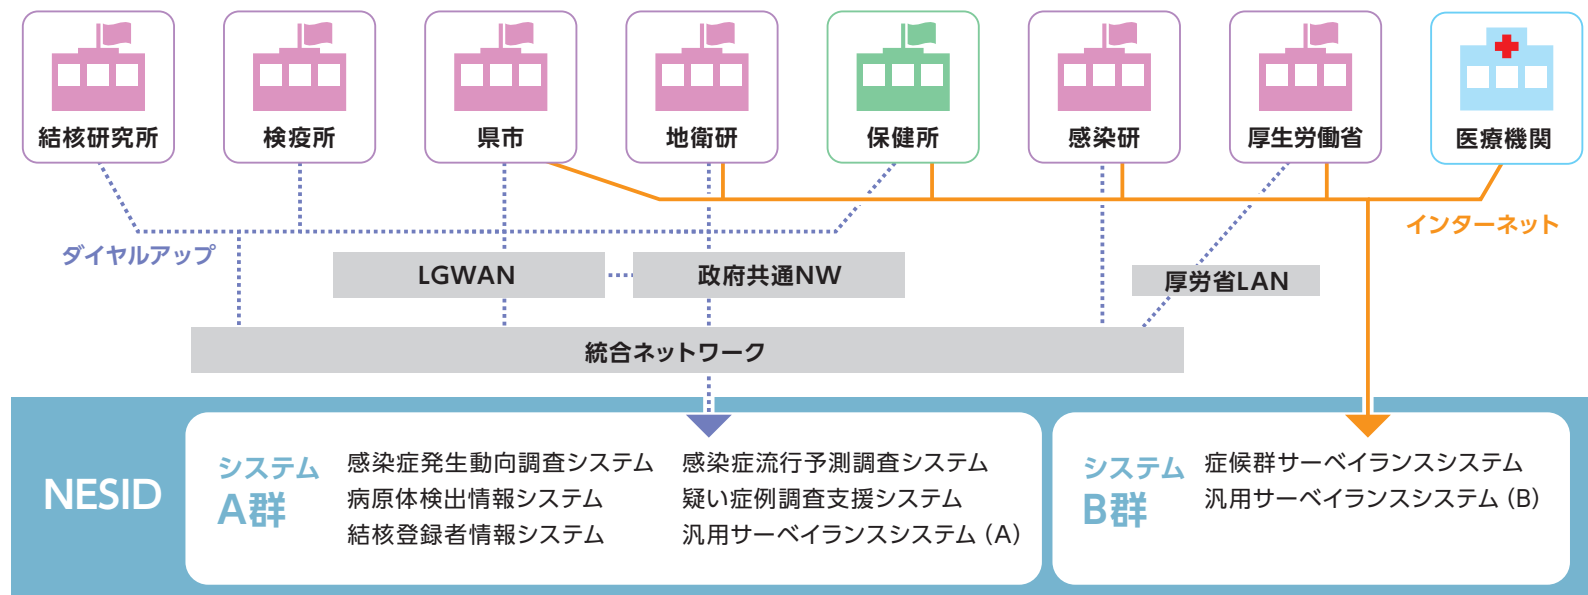 結核研究所
検疫所
県市
地衛研
保健所
感染研
厚生労働省
医療機関
ダイヤルアップ
インターネット
LGWAN
政府共通NW
厚労省LAN
統合ネットワーク
NESID
システム
A群
感染症発生動向調査システム
病原体検出情報システム
結核登録者情報システム
感染症流行予測調査システム
疑い症例調査支援システム
汎用サーベイランスシステム（A）
システム
B群
症候群サーベイランスシステム
汎用サーベイランスシステム（B）